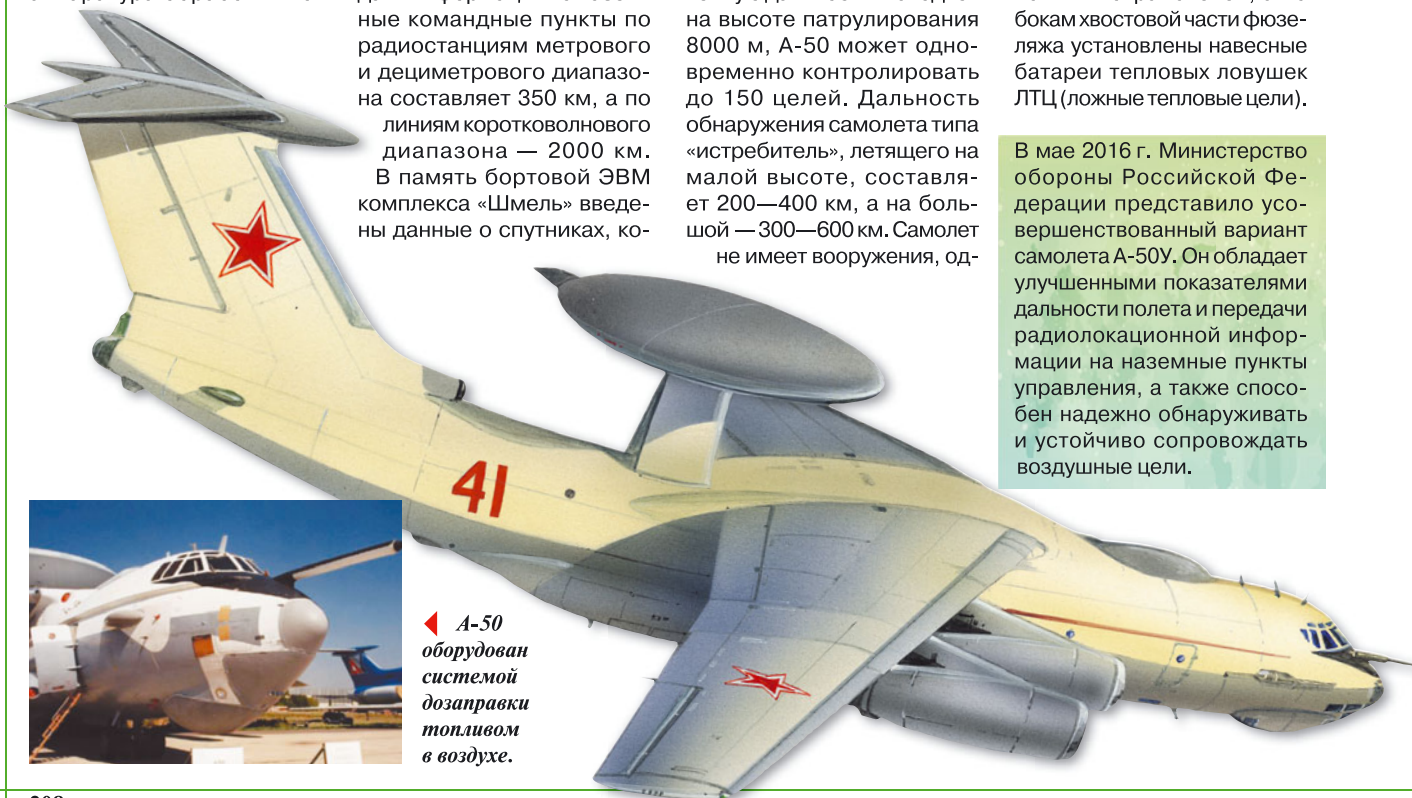 ные командные пункты по
радиостанциям метрового
и дециметрового диапазо-
на составляет 350 км, а по
линиям коротковолнового
диапазона — 2000 км.
В память бортовой ЭВМ
комплекса «Шмель» введе-
ны данные о спутниках, ко-
на высоте патрулирования
8000 м, А-50 может одно-
временно контролировать
до 150 целей. Дальность
обнаружения самолета типа
«истребитель», летящего на
малой высоте, составля-
ет 200—400 км, а на боль-
шой — 300—600 км. Самолет
не имеет вооружения, од-
бокам хвостовой части фюзе-
ляжа установлены навесные
батареи тепловых ловушек
ЛТЦ (ложные тепловые цели).
В мае 2016 г. Министерство
обороны Российской Фе-
дерации представило усо-
вершенствованный вариант
самолета А-50У. Он обладает
улучшенными показателями
дальности полета и передачи
радиолокационной инфор-
мации на наземные пункты
управления, а также спосо-
бен надежно обнаруживать
и устойчиво сопровождать
воздушные цели.
41
А-50
оборудован
системой
дозаправки
топливом
в воздухе.